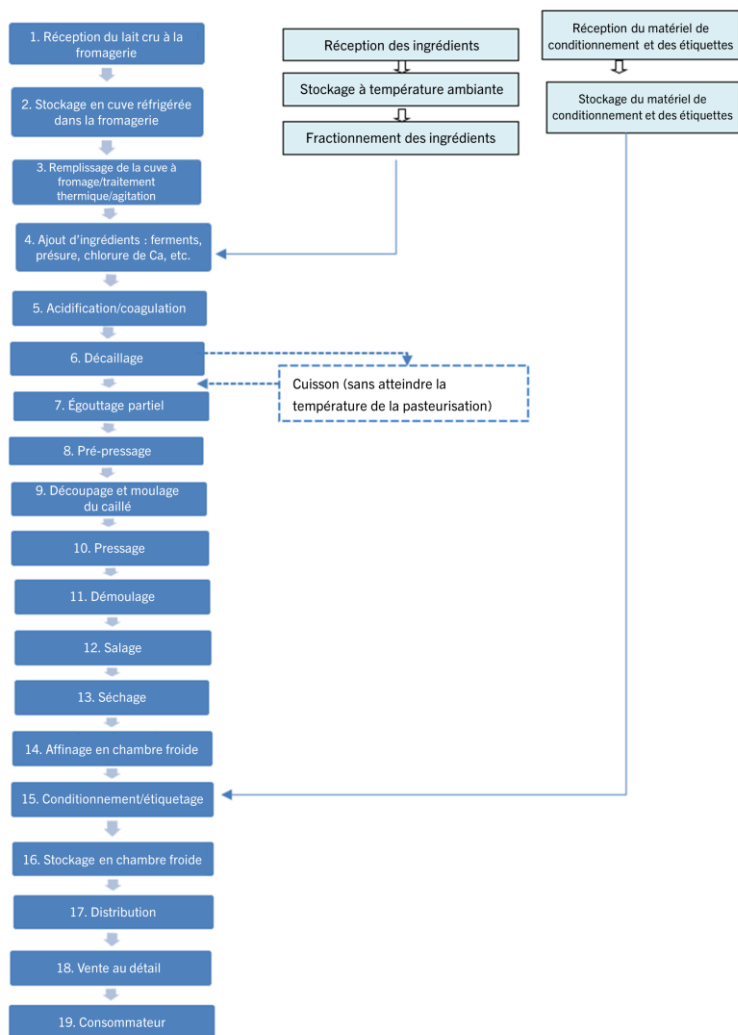 1. Réception du lait cru à la
fromagerie
2. Stockage en cuve réfrigérée
dans la fromagerie
3. Remplissage de la cuve à
fromage/traitement
thermique/agitation
4. Ajout d'ingrédients : ferments,
présure, chlorure de Ca, etc.
5. Acidification/coagulation
6. Décaillage
7. Égouttage partiel
8. Pré-pressage
9. Découpage et moulage
du caillé
10. Pressage
11. Démoulage
12. Salage
13. Séchage
14. Affinage en chambre froide
15. Conditionnement/étiquetage
16. Stockage en chambre froide
17. Distribution
18. Vente au détail
19. Consommateur
Réception des ingrédients
Stockage à température ambiante
Fractionnement des ingrédients
Cuisson (sans atteindre la
température de la pasteurisation)
Réception du matériel de
conditionnement et des étiquettes
Stockage du matériel de
conditionnement et des étiquettes